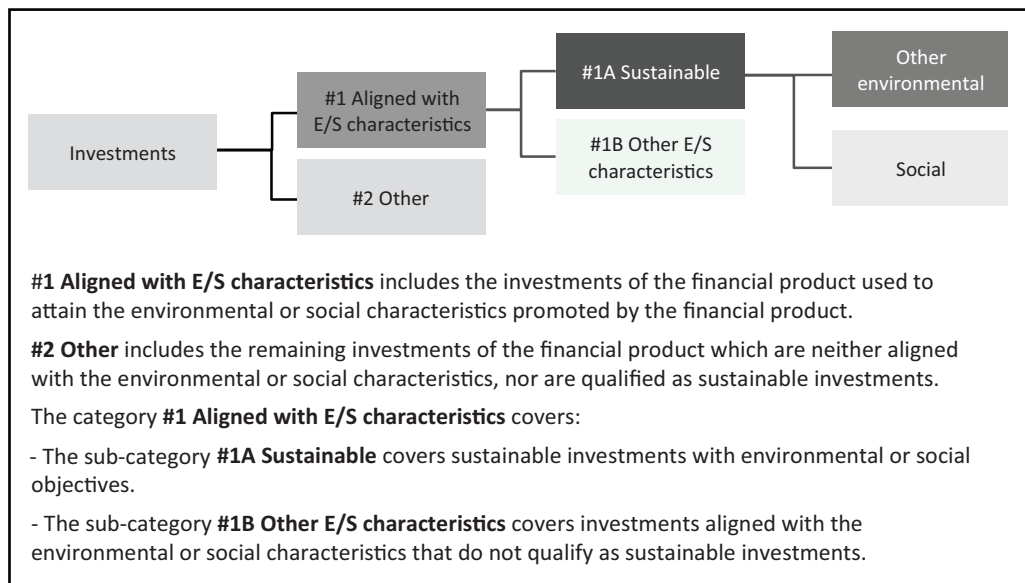 Investments
#1 Aligned with
E/S characteristics
#2 Other
#1A Sustainable
#1B Other E/S
characteristics
Other
environmental
Social
#1 Aligned with E/S characteristics includes the investments of the financial product used to
attain the environmental or social characteristics promoted by the financial product.
#2 Other includes the remaining investments of the financial product which are neither aligned
with the environmental or social characteristics, nor are qualified as sustainable investments.
The category #1 Aligned with E/S characteristics covers:
- The sub-category #1A Sustainable covers sustainable investments with environmental or social
objectives.
- The sub-category #1B Other E/S characteristics covers investments aligned with the
environmental or social characteristics that do not qualify as sustainable investments.